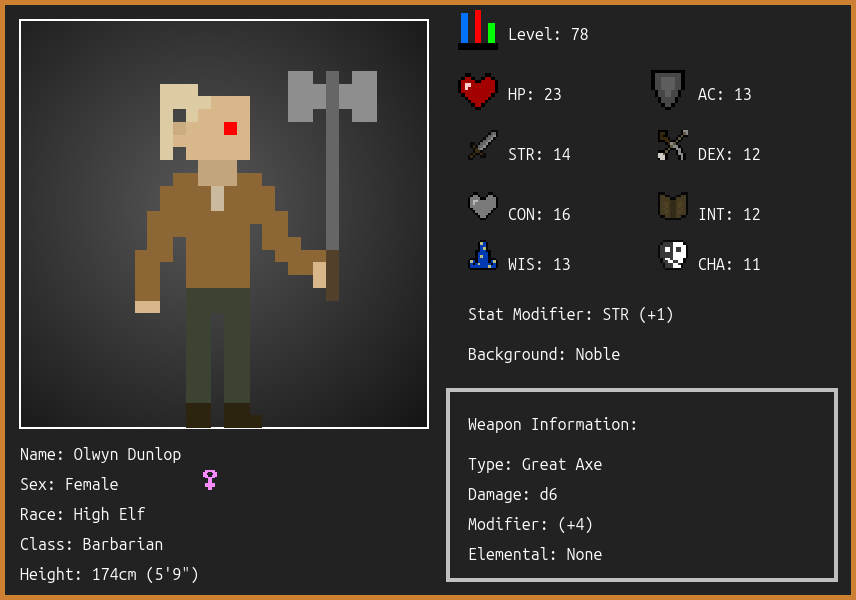 Level: 78
HP: 23
AC: 13
STR: 14
DEX: 12
CON: 16
INT: 12
WIS: 13
CHA: 11
Stat Modifier: STR (+1)
Background: Noble
Weapon Information:
Type: Great Axe
Damage: d6
Modifier: (+4)
Elemental: None
Name: Olwyn Dunlop
Sex: Female
Race: High Elf
Class: Barbarian
Height: 174cm (5'9")